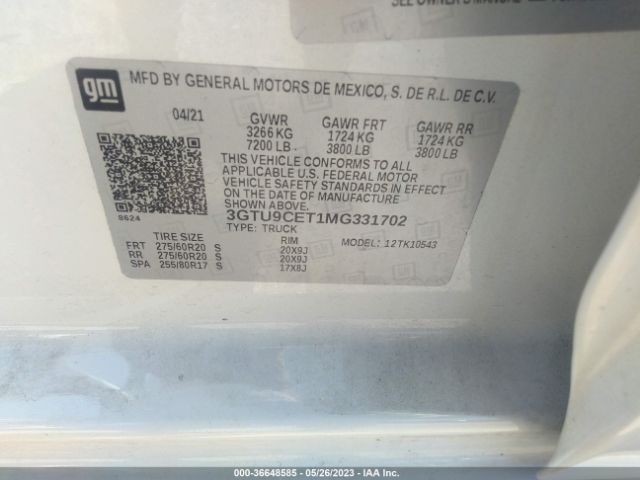 SEE OWNER'S MANUAL
gm
MFD BY GENERAL MOTORS DE MEXICO, S. DE R.L. DE C.V.
04/21 GVWR GAWR FRT GAWR RR
3266 KG 1724 KG 1724 KG
7200 LB 3800 LB 3800 LB
THIS VEHICLE CONFORMS TO ALL
APPLICABLE U.S. FEDERAL MOTOR
VEHICLE SAFETY STANDARDS IN EFFECT
ON THE DATE OF MANUFACTURE
SHOWN ABOVE.
8624
3GTU9CET1MG331702
TYPE: TRUCK
TIRE SIZE RIM MODEL: 12TK10543
FRT 275/60R20 S 20X9J
RR 275/60R20 S 20X9J
SPA 255/80R17 S 17X8J
000-36648585 - 05/26/2023 - IAA Inc.